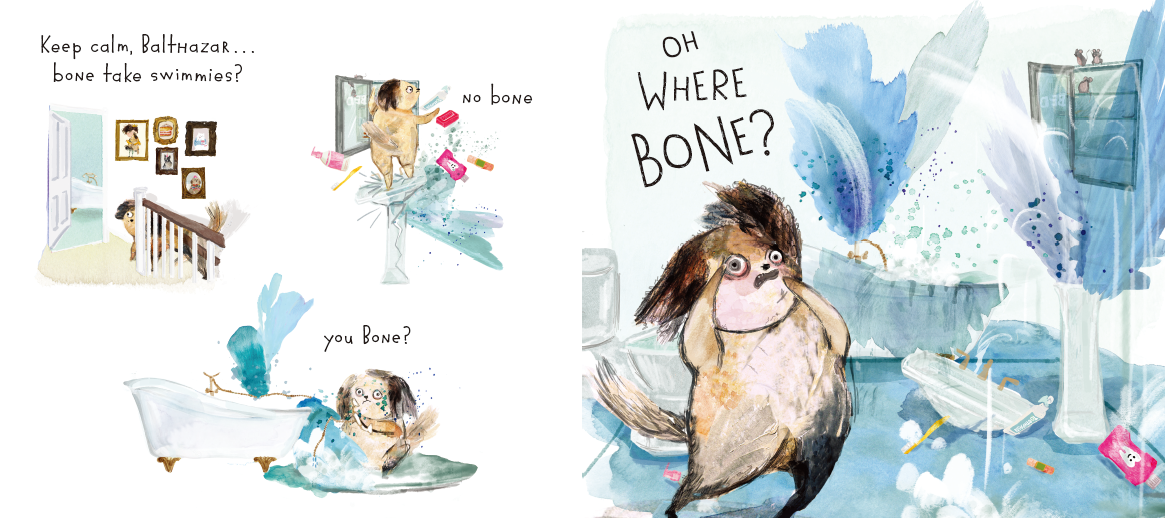 Keep calm, Balthazar...
bone take swimmies?
no bone
you Bone?
OH
WHERE
BONE?